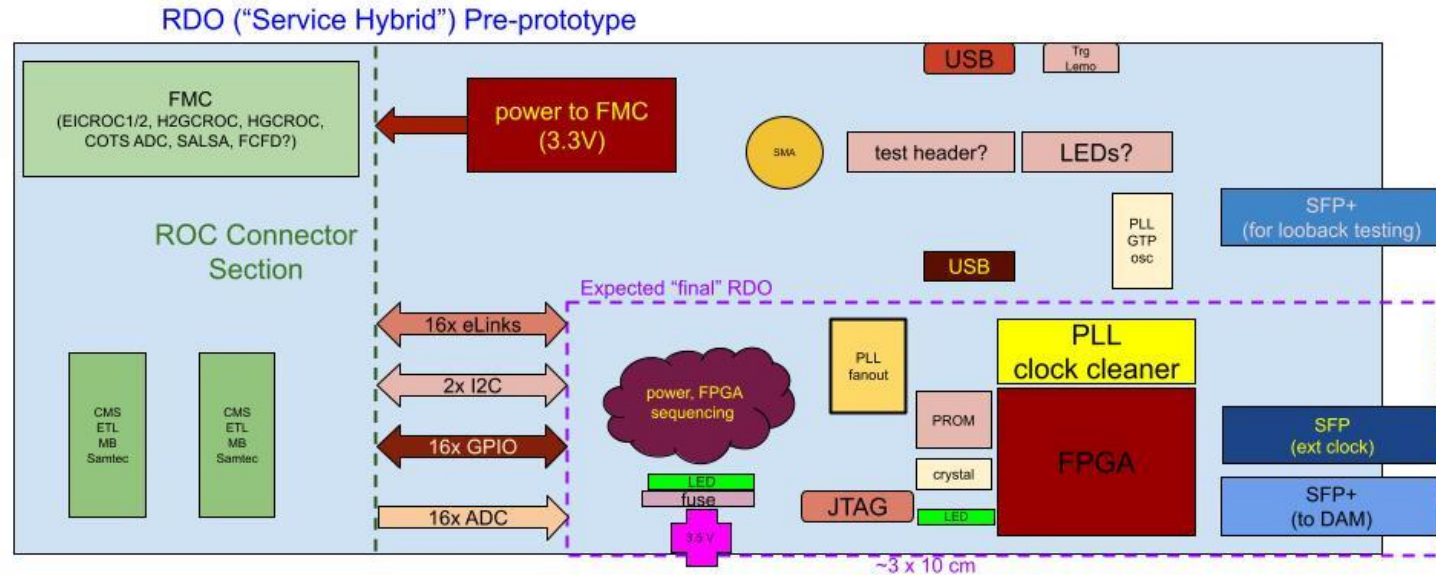 RDO (“Service Hybrid”) Pre-prototype
FMC
(EICROC1/2, H2GCROC, HGCROC,
COTS ADC, SALSA, FCFD?)
power to FMC
(3.3V)
USB
Trg
Lemo
SMA
test header?
LEDs?
ROC Connector
Section
PLL
GTP
osc
SFP+
(for looback testing)
USB
Expected “final” RDO
16x eLinks
2x I2C
16x GPIO
16x ADC
CMS
ETL
MB
Samtec
CMS
ETL
MB
Samtec
power, FPGA
sequencing
PLL
fanout
PLL
clock cleaner
PROM
crystal
FPGA
SFP
(ext clock)
LED
fuse
JTAG
LED
SFP+
(to DAM)
3.5 V
~3 x 10 cm